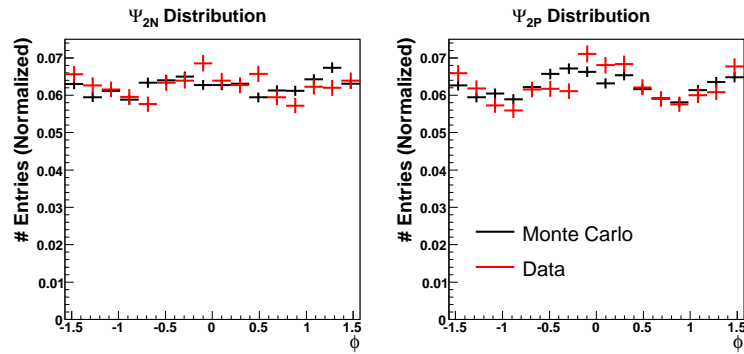 Ψ2N Distribution
# Entries (Normalized)
0.07
0.06
0.05
0.04
0.03
0.02
0.01
0
-1.5 -1 -0.5 0 0.5 1 1.5
ϕ
Ψ2P Distribution
# Entries (Normalized)
0.07
0.06
0.05
0.04
0.03
0.02
0.01
0
Monte Carlo
Data
-1.5 -1 -0.5 0 0.5 1 1.5
ϕ